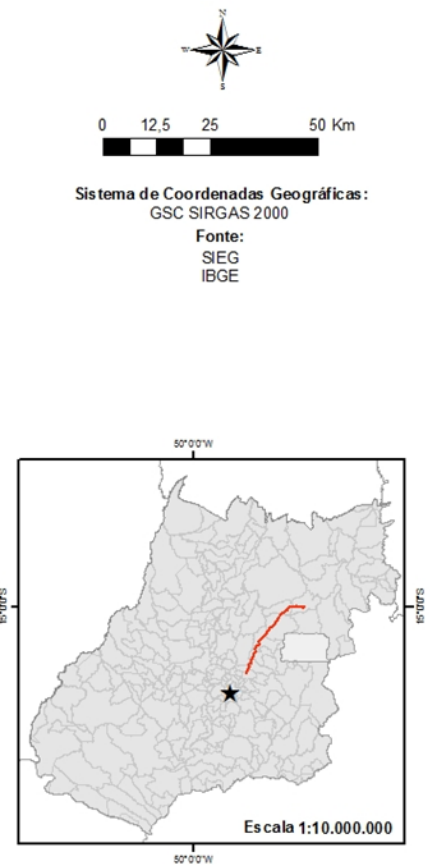 N
W E
S
0 12,5 25 50 Km
Sistema de Coordenadas Geográficas:
GSC SIRGAS 2000
Fonte:
SIEG
IBGE
50°0'0"W
15°0'0"S 15°0'0"S
Escala 1:10.000.000
50°0'0"W